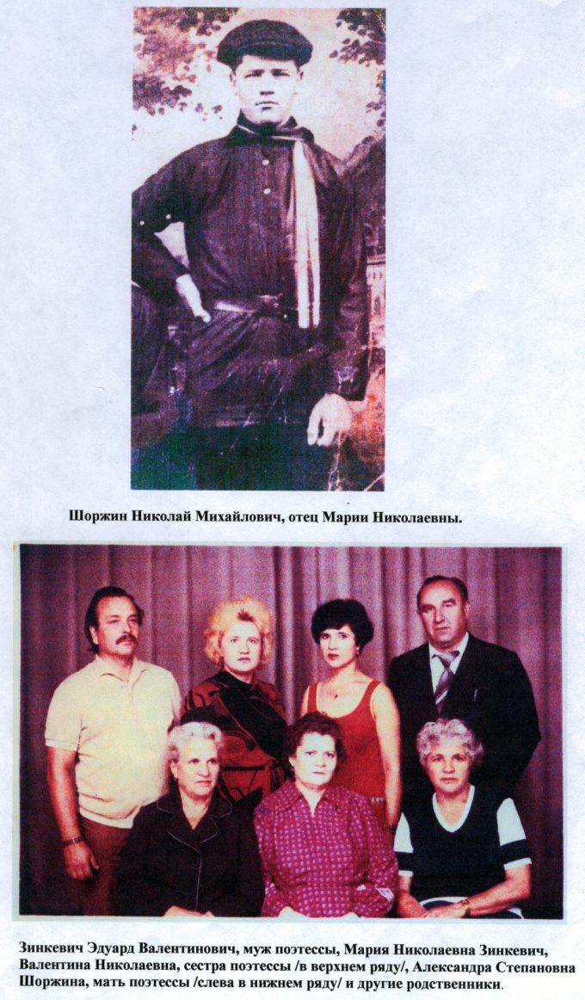 Шоржин Николай Михайлович, отец Марии Николаевны.
Зинкевич Эдуард Валентинович, муж поэтессы, Мария Николаевна Зинкевич,
Валентина Николаевна, сестра поэтессы /в верхнем ряду/, Александра Степановна
Шоржина, мать поэтессы /слева в нижнем ряду/ и другие родственники.